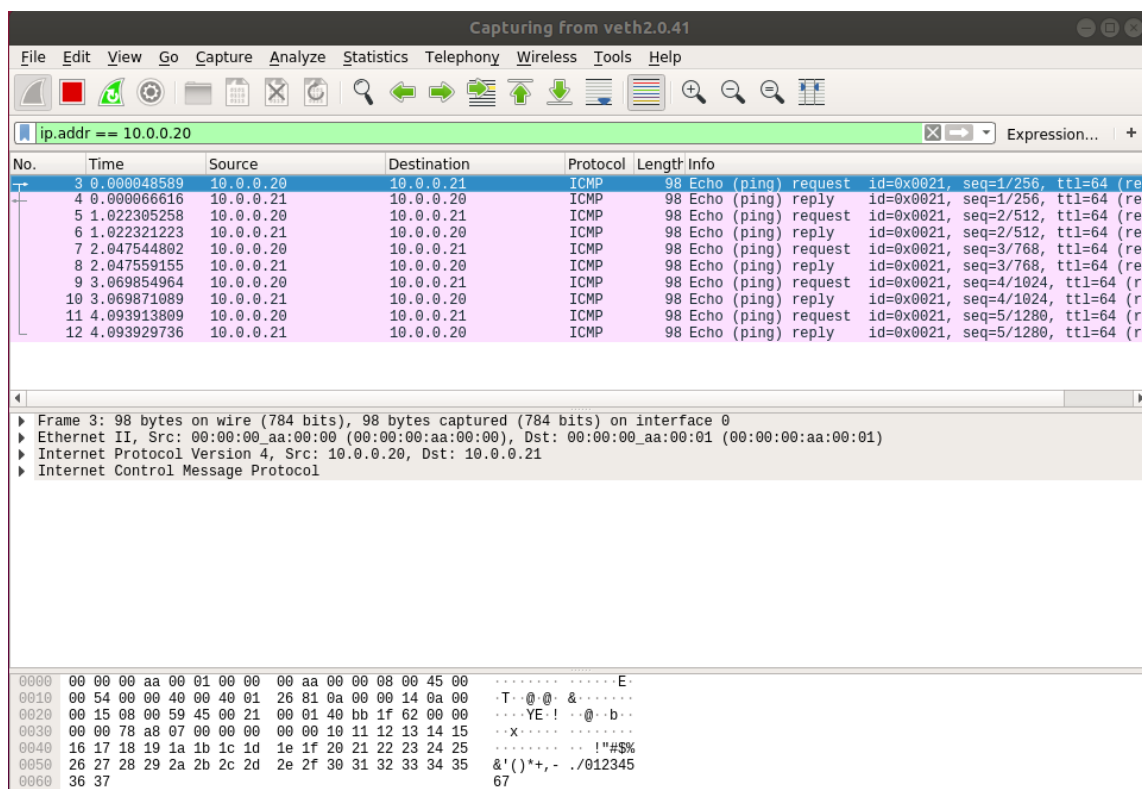 Capturing from veth2.0.41
File Edit View Go Capture Analyze Statistics Telephony Wireless Tools Help
ip.addr == 10.0.0.20 Expression... +
No. Time Source Destination Protocol Length Info
3 0.000048589 10.0.0.20 10.0.0.21 ICMP 98 Echo (ping) request id=0x0021, seq=1/256, ttl=64 (re
4 0.000066616 10.0.0.21 10.0.0.20 ICMP 98 Echo (ping) reply id=0x0021, seq=1/256, ttl=64 (re
5 1.022305258 10.0.0.20 10.0.0.21 ICMP 98 Echo (ping) request id=0x0021, seq=2/512, ttl=64 (re
6 1.022321223 10.0.0.21 10.0.0.20 ICMP 98 Echo (ping) reply id=0x0021, seq=2/512, ttl=64 (re
7 2.047544802 10.0.0.20 10.0.0.21 ICMP 98 Echo (ping) request id=0x0021, seq=3/768, ttl=64 (re
8 2.047559155 10.0.0.21 10.0.0.20 ICMP 98 Echo (ping) reply id=0x0021, seq=3/768, ttl=64 (re
9 3.069854964 10.0.0.20 10.0.0.21 ICMP 98 Echo (ping) request id=0x0021, seq=4/1024, ttl=64 (r
10 3.069871089 10.0.0.21 10.0.0.20 ICMP 98 Echo (ping) reply id=0x0021, seq=4/1024, ttl=64 (r
11 4.093913809 10.0.0.20 10.0.0.21 ICMP 98 Echo (ping) request id=0x0021, seq=5/1280, ttl=64 (r
12 4.093929736 10.0.0.21 10.0.0.20 ICMP 98 Echo (ping) reply id=0x0021, seq=5/1280, ttl=64 (r
Frame 3: 98 bytes on wire (784 bits), 98 bytes captured (784 bits) on interface 0
Ethernet II, Src: 00:00:00_aa:00:00 (00:00:00:aa:00:00), Dst: 00:00:00_aa:00:01 (00:00:00:aa:00:01)
Internet Protocol Version 4, Src: 10.0.0.20, Dst: 10.0.0.21
Internet Control Message Protocol
0000 00 00 00 aa 00 01 00 00 00 aa 00 00 08 00 45 00 ········ ······E·
0010 00 54 00 00 40 00 40 01 26 81 0a 00 00 14 0a 00 ·T··@·@· &·······
0020 00 15 08 00 59 45 00 21 00 01 40 bb 1f 62 00 00 ····YE·! ··@··b··
0030 00 00 78 a8 07 00 00 00 00 00 10 11 12 13 14 15 ··x····· ········
0040 16 17 18 19 1a 1b 1c 1d 1e 1f 20 21 22 23 24 25 ········ ·· !"#$%
0050 26 27 28 29 2a 2b 2c 2d 2e 2f 30 31 32 33 34 35 &'()*+,- ./012345
0060 36 37 67